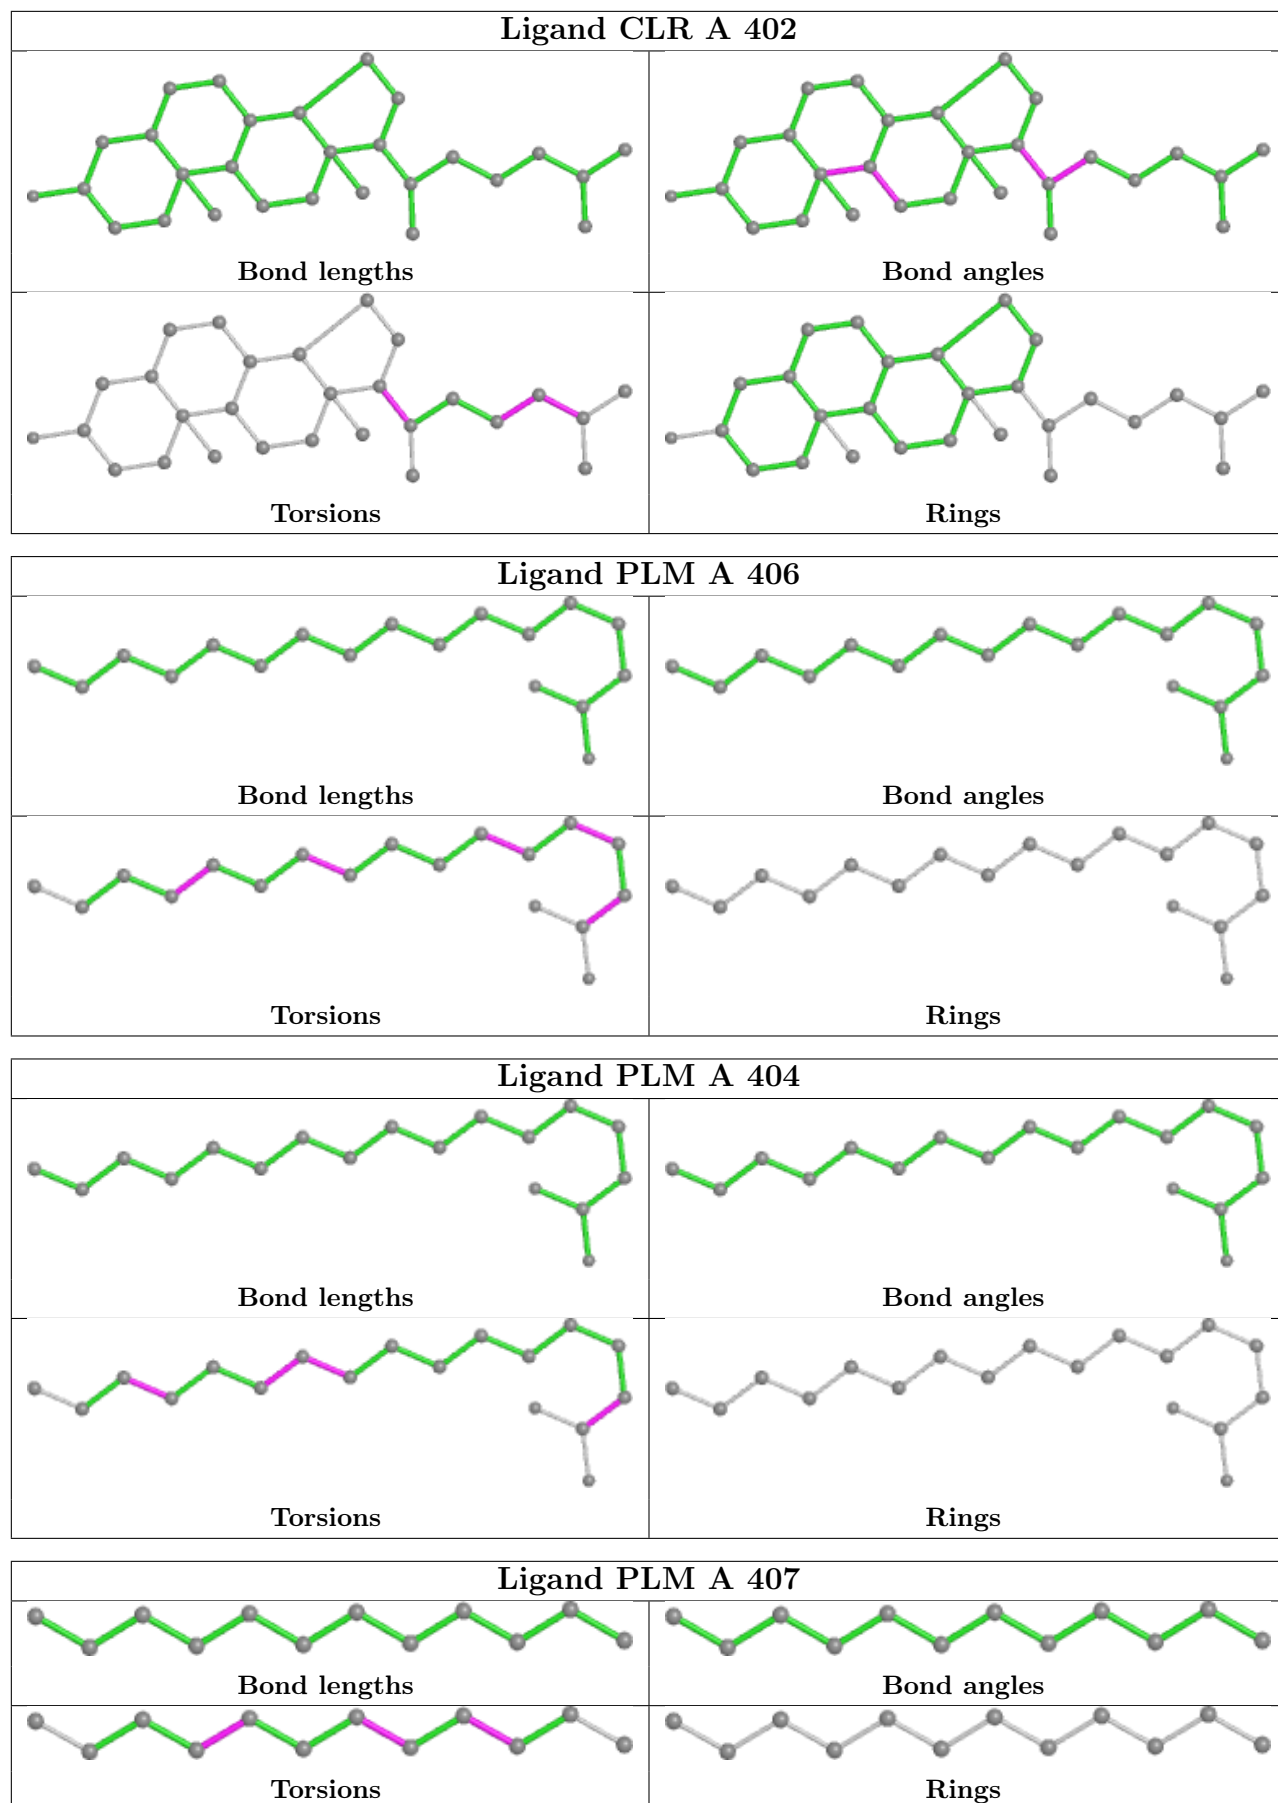 Ligand CLR A 402
Bond lengths
Bond angles
Torsions
Rings
Ligand PLM A 406
Bond lengths
Bond angles
Torsions
Rings
Ligand PLM A 404
Bond lengths
Bond angles
Torsions
Rings
Ligand PLM A 407
Bond lengths
Bond angles
Torsions
Rings